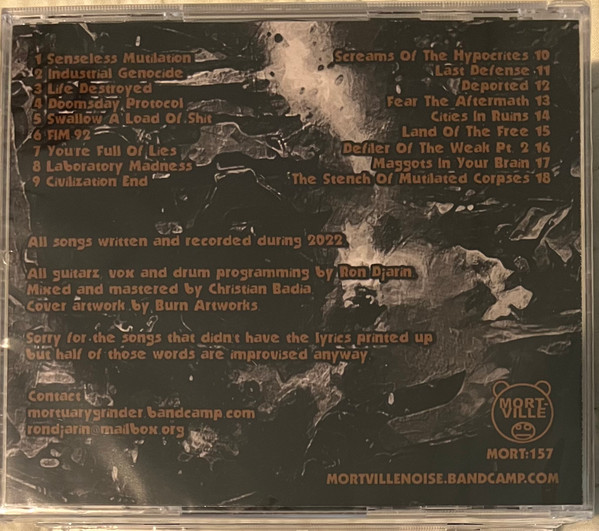 1 Senseless Mutilation
2 Industrial Genocide
3 Life Destroyed
4 Doomsday Protocol
5 Swallow A Load Of Shit
6 FIM 92
7 You're Full Of Lies
8 Laboratory Madness
9 Civilization End
Screams Of The Hypocrites 10
Last Defense 11
Deported 12
Fear The Aftermath 13
Cities In Ruins 14
Land Of The Free 15
Defiler Of The Weak Pt. 2 16
Maggots In Your Brain 17
The Stench Of Mutilated Corpses 18
All songs written and recorded during 2022.
All guitarz, vox and drum programming by Ron Djarin.
Mixed and mastered by Christian Badia.
Cover artwork by Burn Artworks.
Sorry for the songs that didn't have the lyrics printed up
but half of those words are improvised anyway.
Contact
mortuarygrinder.bandcamp.com
rondjarin@mailbox.org
MORT-
VILLE
MORT:157
MORTVILLENOISE.BANDCAMP.COM